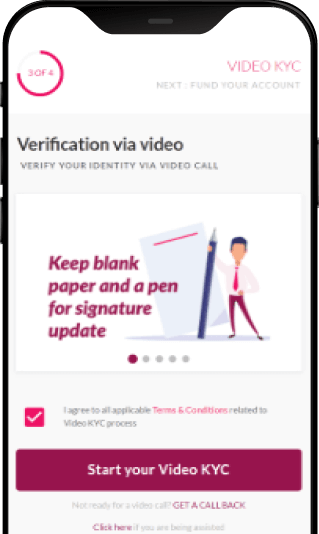 3 OF 4
VIDEO KYC
NEXT : FUND YOUR ACCOUNT
Verification via video
VERIFY YOUR IDENTITY VIA VIDEO CALL
Keep blank
paper and a pen
for signature
update
I agree to all applicable Terms & Conditions related to
Video KYC process
Start your Video KYC
Not ready for a video call? GET A CALL BACK
Click here if you are being assisted